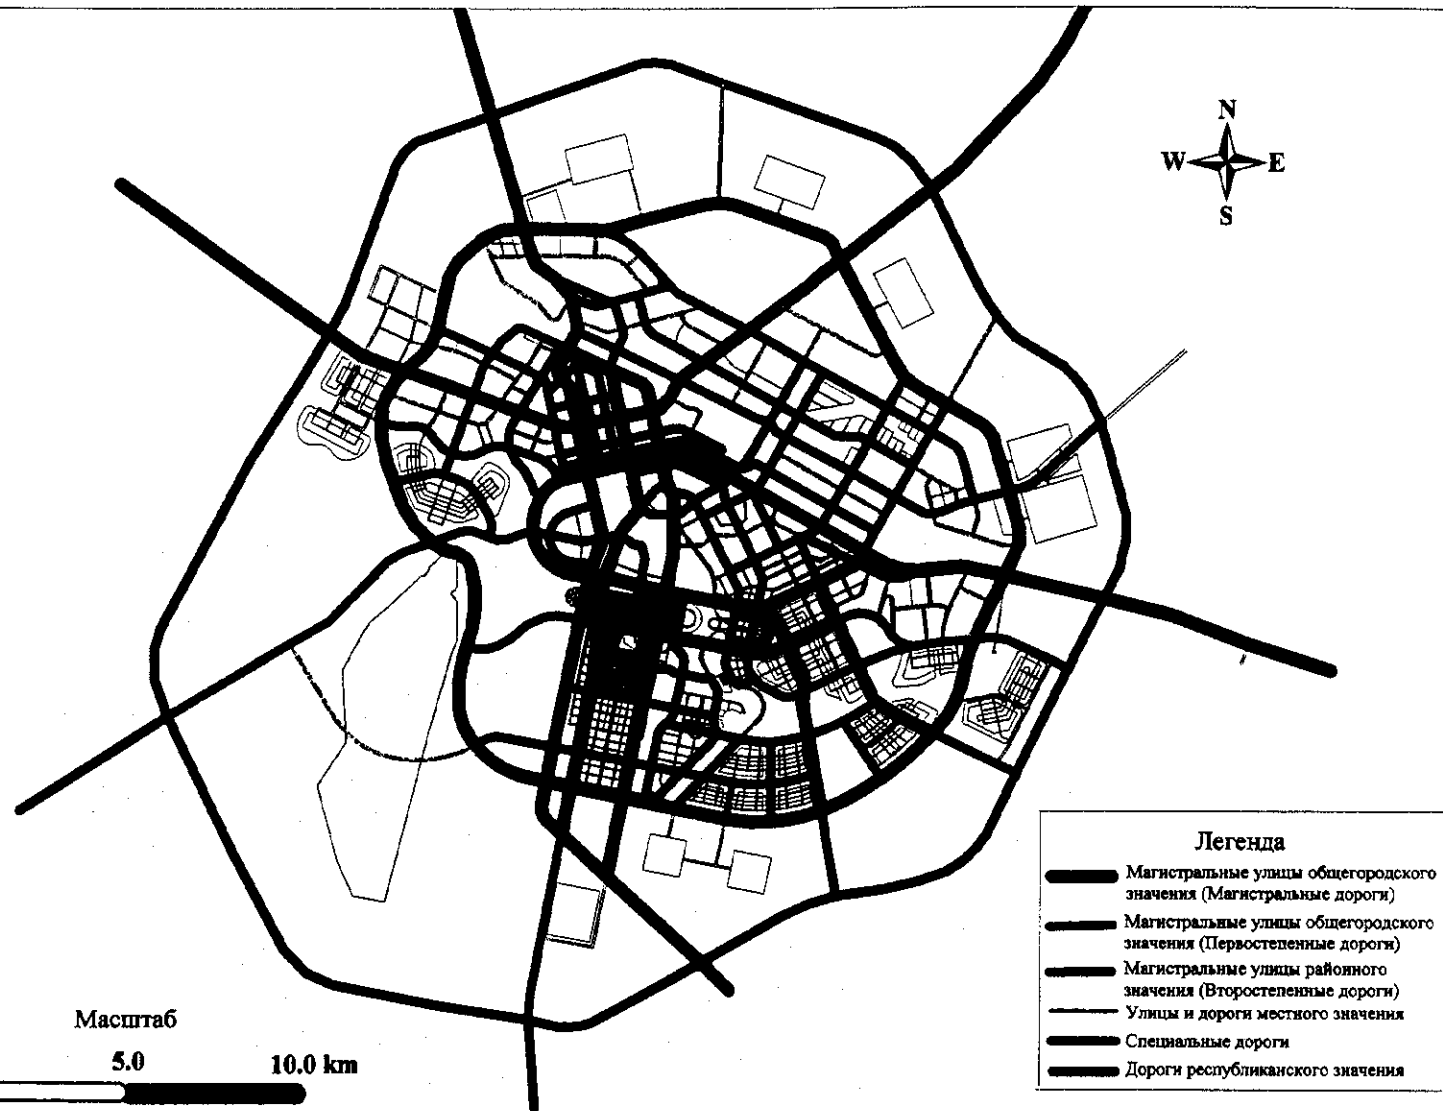 N
W E
S
Легенда
Магистральные улицы общегородского
значения (Магистральные дороги)
Магистральные улицы общегородского
значения (Первостепенные дороги)
Магистральные улицы районного
значения (Второстепенные дороги)
Улицы и дороги местного значения
Специальные дороги
Дороги республиканского значения
Масштаб
5.0 10.0 km